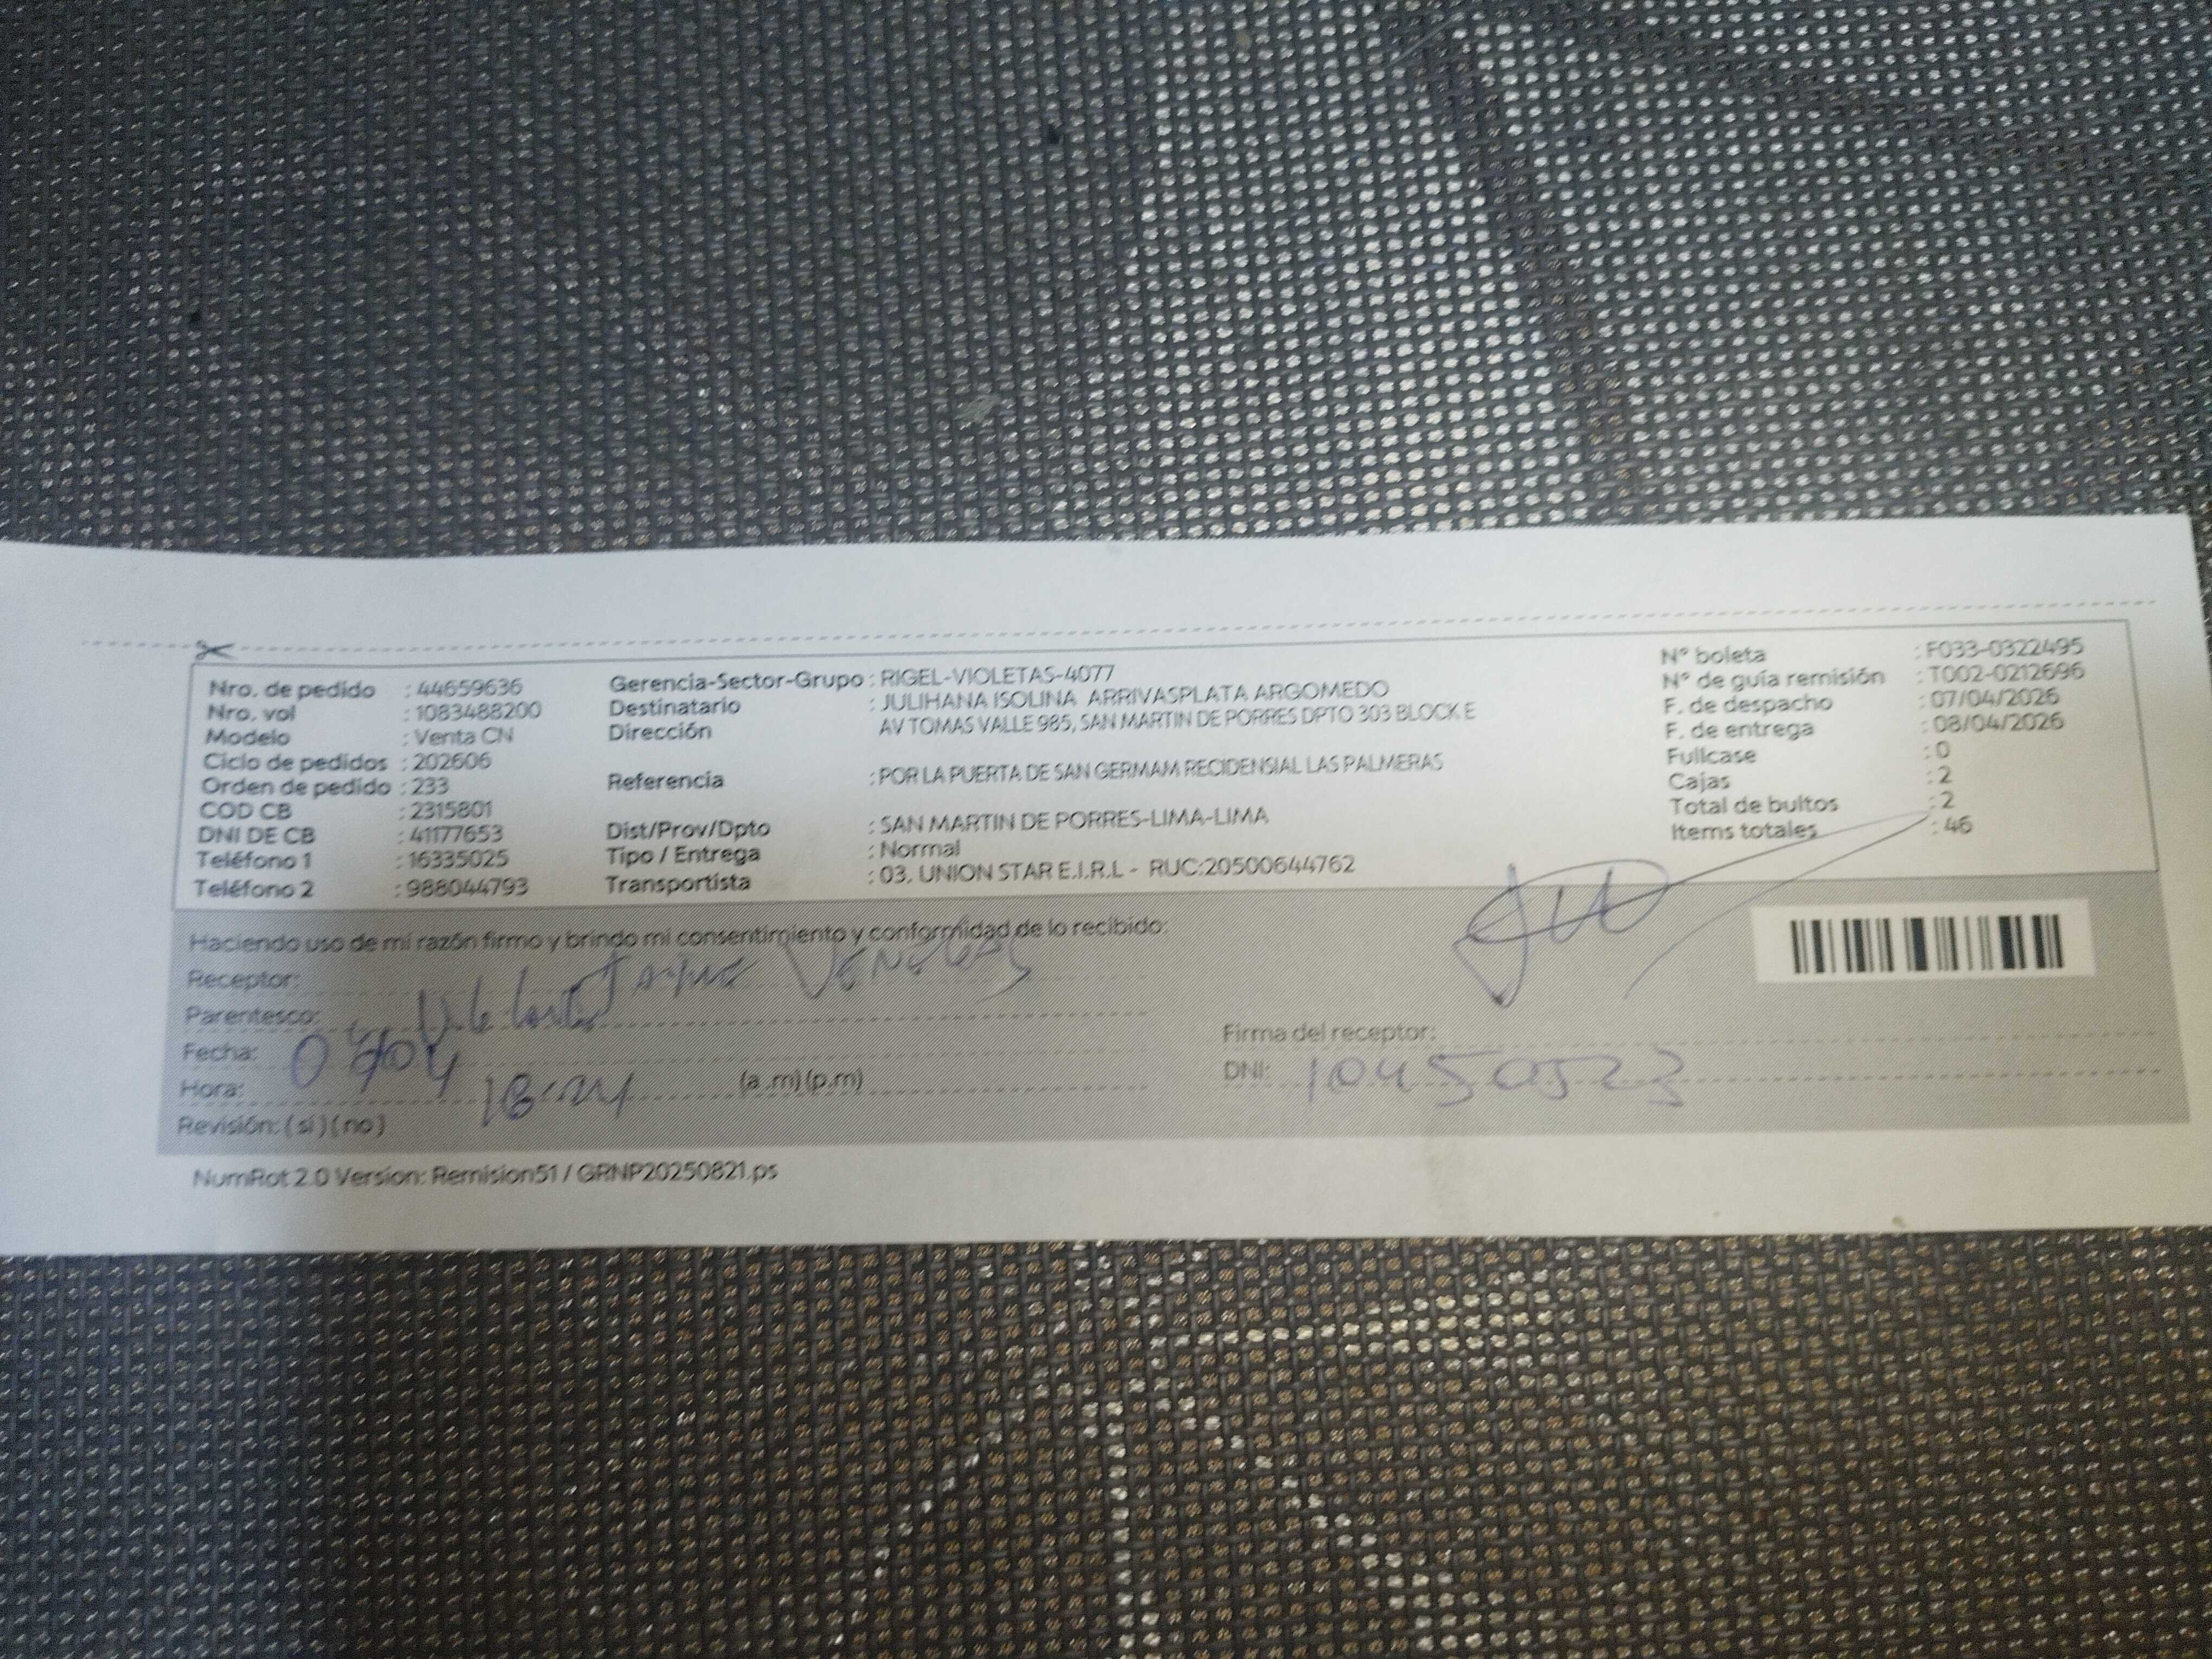 Nro. de pedido : 44659636 Gerencia-Sector-Grupo : RIGEL-VIOLETAS-4077 N° boleta : F033-0322495
Nro. vol : 1083488200 Destinatario : JULIHANA ISOLINA ARRIVASPLATA ARGOMEDO N° de guía remisión : T002-0212696
Modelo : Venta CN Dirección AV TOMAS VALLE 985, SAN MARTIN DE PORRES DPTO 303 BLOCK E F. de despacho : 07/04/2026
Ciclo de pedidos : 202606 F. de entrega : 08/04/2026
Orden de pedido : 233 Referencia : POR LA PUERTA DE SAN GERMAM RECIDENSIAL LAS PALMERAS Fullcase : 0
COD CB : 2315801 Cajas : 2
DNI DE CB : 41177653 Dist/Prov/Dpto : SAN MARTIN DE PORRES-LIMA-LIMA Total de bultos : 2
Teléfono 1 : 16335025 Tipo / Entrega : Normal Items totales : 46
Teléfono 2 : 988044793 Transportista : 03. UNION STAR E.I.R.L - RUC:20500644762
Haciendo uso de mi razón firmo y brindo mi consentimiento y conformidad de lo recibido:
Receptor:
Parentesco:
Firma del receptor:
Fecha:
DNI: 10450523
Hora: 18:24 (a.m)(p.m)
Revisión: (si) (no)
NumRot 2.0 Version: Remision51 / GRNP20250821.ps